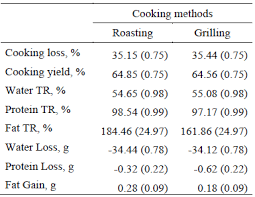 Cooking methods
Roasting Grilling
Cooking loss, % 35.15 (0.75) 35.44 (0.75)
Cooking yield, % 64.85 (0.75) 64.56 (0.75)
Water TR, % 54.65 (0.98) 55.08 (0.98)
Protein TR, % 98.54 (0.99) 97.17 (0.99)
Fat TR, % 184.46 (24.97) 161.86 (24.97)
Water Loss, g -34.44 (0.78) -34.12 (0.78)
Protein Loss, g -0.32 (0.22) -0.62 (0.22)
Fat Gain, g 0.28 (0.09) 0.18 (0.09)